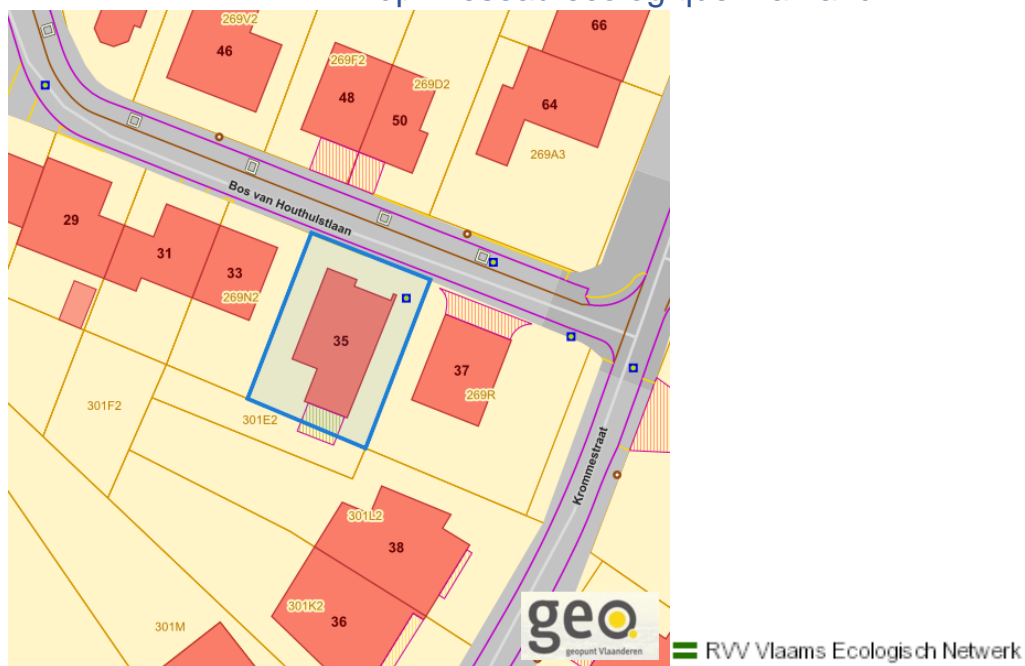 269V2
66
46
269F2
269D2
48
50
64
269A3
Bos van Houthulstlaan
29
31
33
269N2
35
37
269R
301F2
301E2
Krommestraat
301L2
38
301K2
36
301M
geo.
geopunt Vlaanderen
RVV Vlaams Ecologisch Netwerk